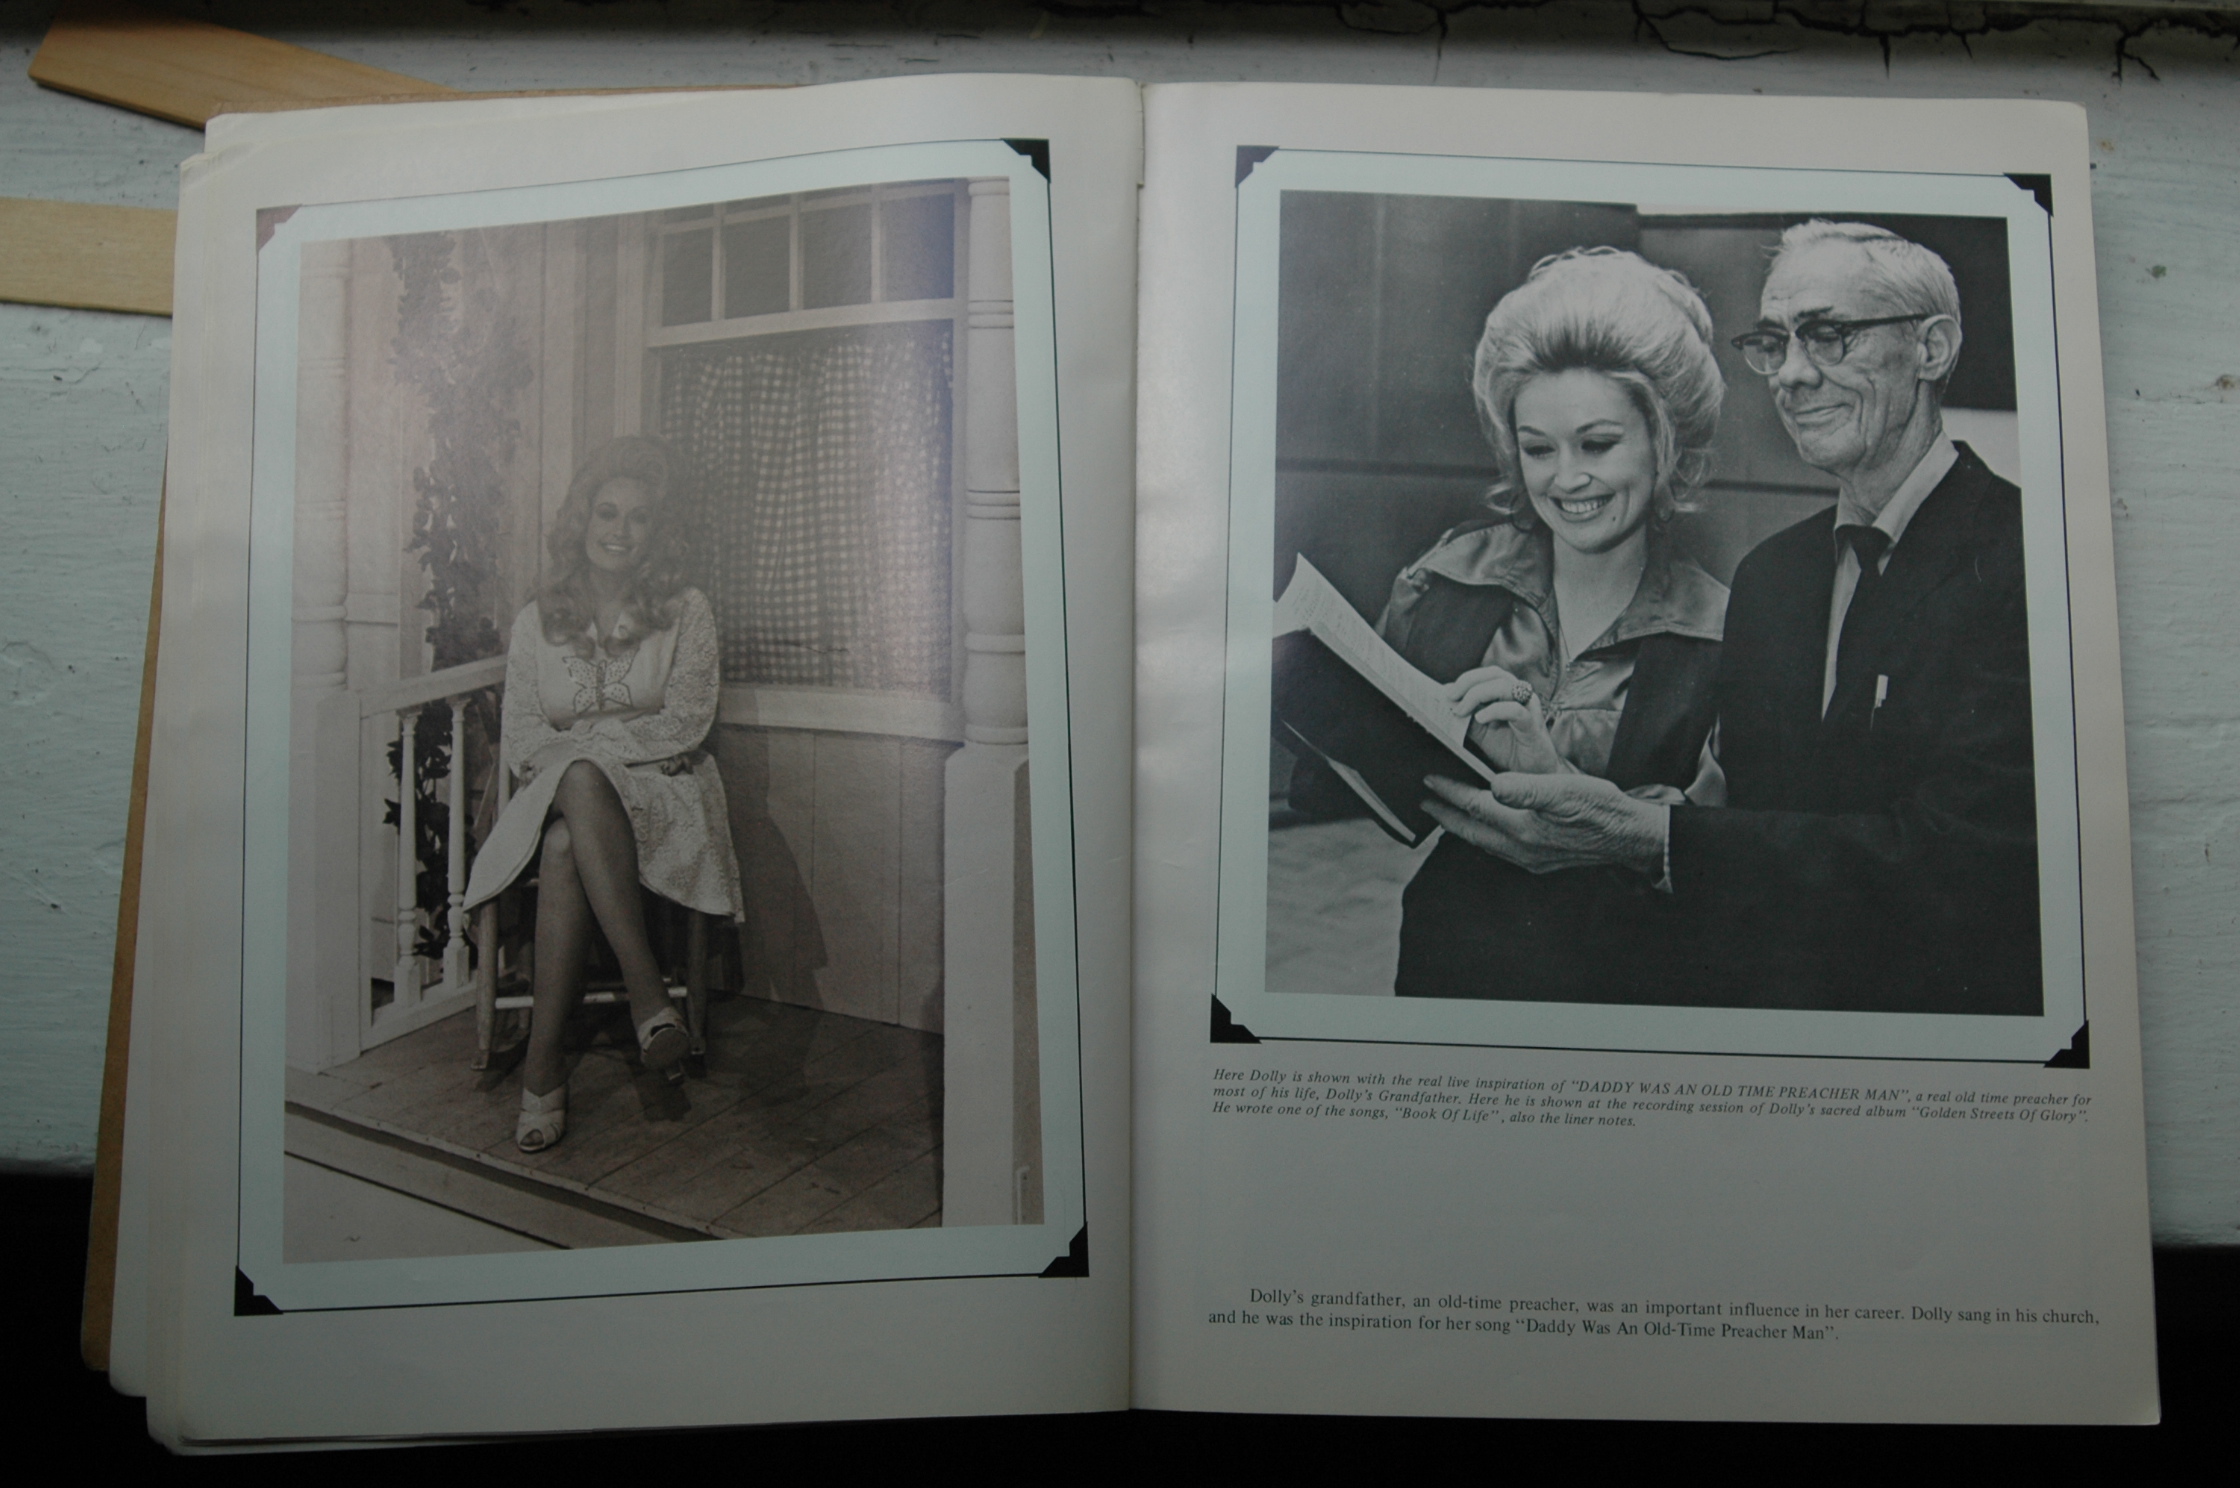 Here Dolly is shown with the real live inspiration of "DADDY WAS AN OLD TIME PREACHER MAN", a real old time preacher for
most of his life, Dolly's Grandfather. Here he is shown at the recording session of Dolly's sacred album "Golden Streets Of Glory".
He wrote one of the songs, "Book Of Life", also the liner notes.
Dolly's grandfather, an old-time preacher, was an important influence in her career. Dolly sang in his church,
and he was the inspiration for her song "Daddy Was An Old-Time Preacher Man".